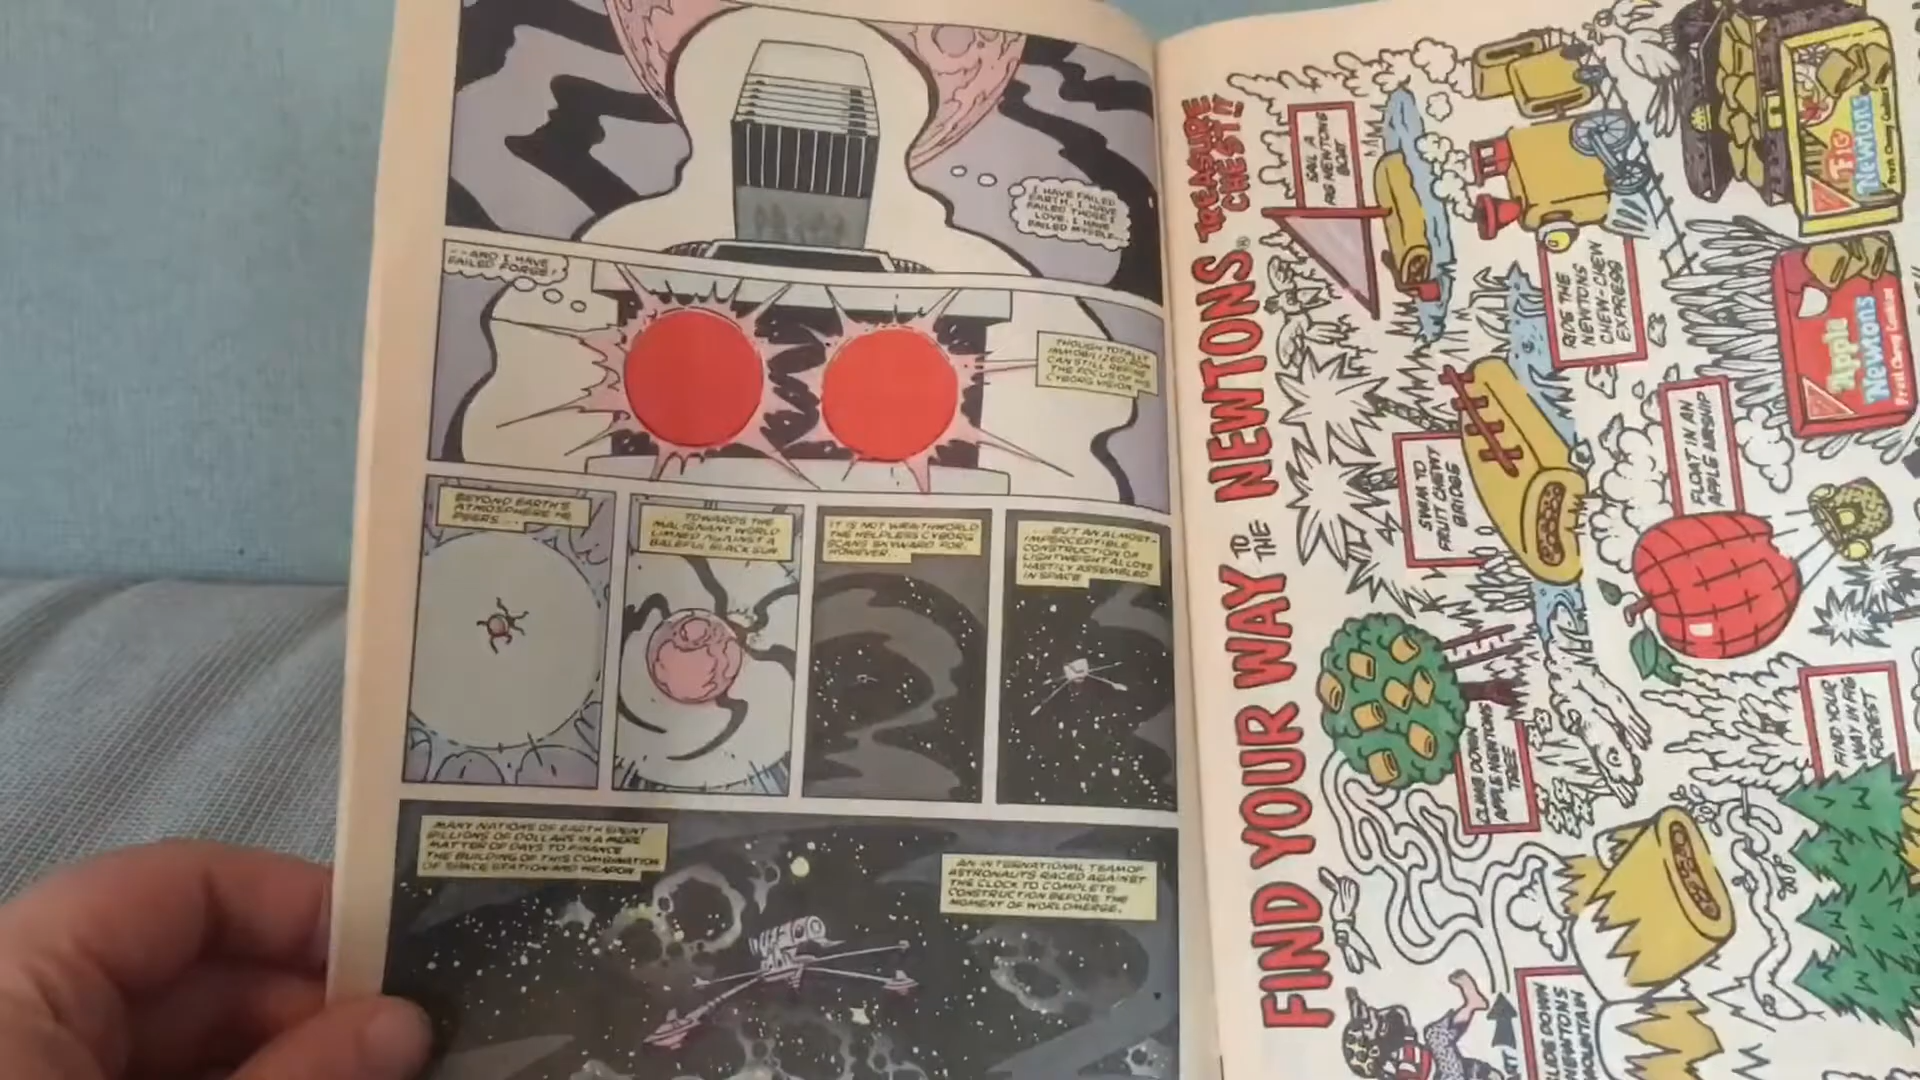 I HAVE FAILED
EARTH. I HAVE
FAILED THOSE I
LOVE. I HAVE
FAILED MYSELF...
--AND I HAVE
FAILED FORGE!
THOUGH TOTALLY
IMMOBILIZED, ROM
CAN STILL REFINE
THE FOCUS OF HIS
CYBORG VISION.
BEYOND EARTH'S
ATMOSPHERE HE
PEERS...
...TOWARDS THE
MALIGNANT WORLD
LIMNED AGAINST A
BALEFUL BLACK SUN.
IT IS NOT WRAITHWORLD
THE HELPLESS CYBORG
SCANS SKYWARD FOR,
HOWEVER...
...BUT AN ALMOST-
IMPERCEPTIBLE
CONSTRUCTION OF
LIGHTWEIGHT ALLOYS
HASTILY ASSEMBLED
IN SPACE.
MANY NATIONS OF EARTH SPENT
BILLIONS OF DOLLARS IN A MERE
MATTER OF DAYS TO FINANCE
THE BUILDING OF THIS COMBINATION
OF SPACE STATION AND WEAPON.
AN INTERNATIONAL TEAM OF
ASTRONAUTS RACED AGAINST
THE CLOCK TO COMPLETE
CONSTRUCTION BEFORE THE
MOMENT OF WORLDMERGE.
FIND YOUR WAY TO THE NEWTONS® TREASURE CHEST!!
SAIL A
FIG NEWTONS
BOAT
RIDE THE
NEWTONS
CHEW-CHEW
EXPRESS
SWIM TO
FRUIT CHEWY
BRIDGE
FLOAT IN AN
APPLE AIRSHIP
CLIMB DOWN
APPLE NEWTONS
TREE
FIND YOUR
WAY IN FIG
FOREST
NEWTONS
MOUNTAIN
Fig
Newtons
Fruit Chewy Cookies
Apple
Newtons
Fruit Chewy Cookies